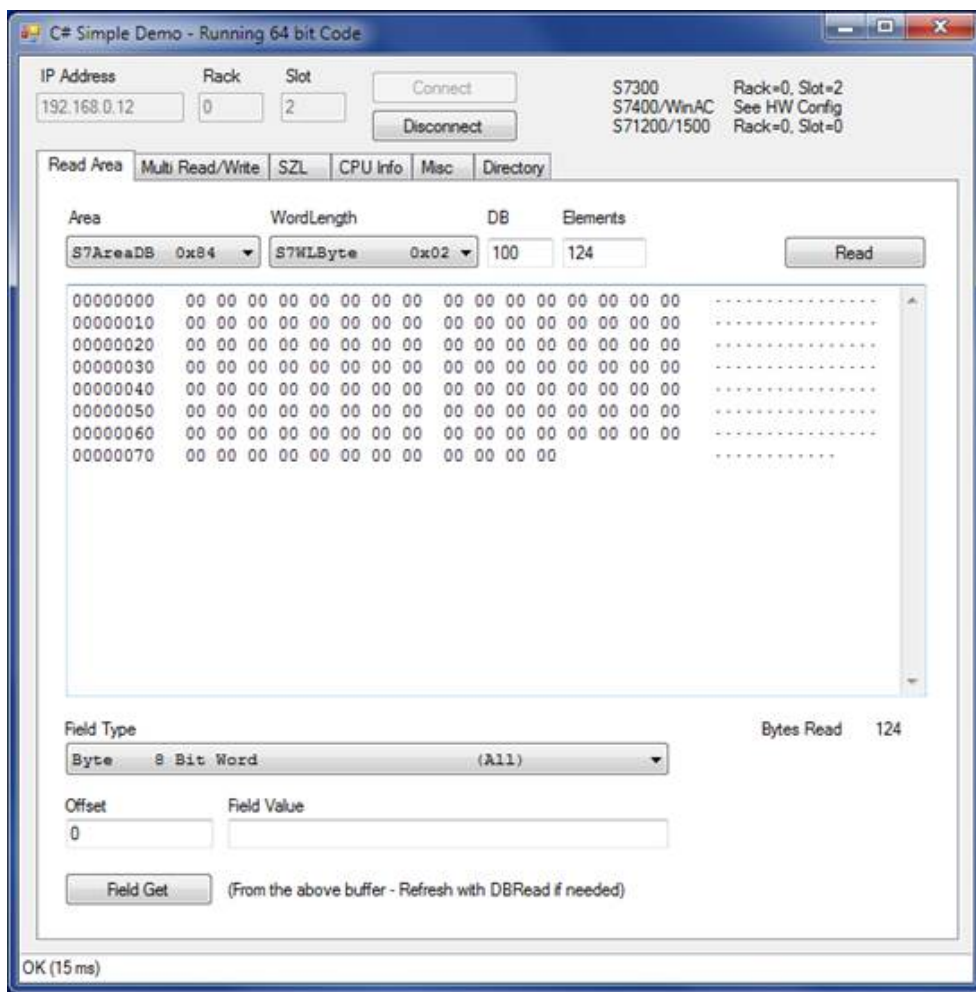 C# Simple Demo - Running 64 bit Code
IP Address Rack Slot
192.168.0.12 0 2
Connect
Disconnect
S7300 Rack=0, Slot=2
S7400/WinAC See HW Config
S71200/1500 Rack=0, Slot=0
Read Area Multi Read/Write SZL CPU Info Misc Directory
Area WordLength DB Elements
S7AreaDB 0x84 S7WLByte 0x02 100 124 Read
00000000 00 00 00 00 00 00 00 00 00 00 00 00 00 00 00 00 ................
00000010 00 00 00 00 00 00 00 00 00 00 00 00 00 00 00 00 ................
00000020 00 00 00 00 00 00 00 00 00 00 00 00 00 00 00 00 ................
00000030 00 00 00 00 00 00 00 00 00 00 00 00 00 00 00 00 ................
00000040 00 00 00 00 00 00 00 00 00 00 00 00 00 00 00 00 ................
00000050 00 00 00 00 00 00 00 00 00 00 00 00 00 00 00 00 ................
00000060 00 00 00 00 00 00 00 00 00 00 00 00 00 00 00 00 ................
00000070 00 00 00 00 00 00 00 00 00 00 00 00 ............
Field Type Bytes Read 124
Byte 8 Bit Word (All)
Offset Field Value
0
Field Get (From the above buffer - Refresh with DBRead if needed)
OK (15 ms)